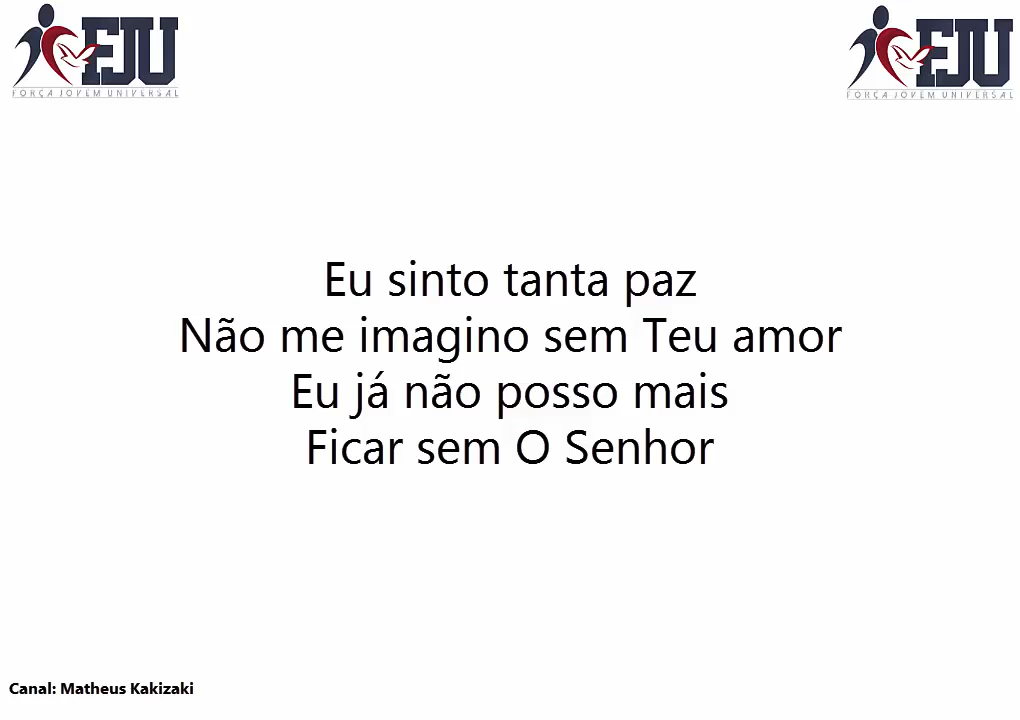 FJU
FORÇA JOVEM UNIVERSAL
FJU
FORÇA JOVEM UNIVERSAL
Eu sinto tanta paz
Não me imagino sem Teu amor
Eu já não posso mais
Ficar sem O Senhor
Canal: Matheus Kakizaki